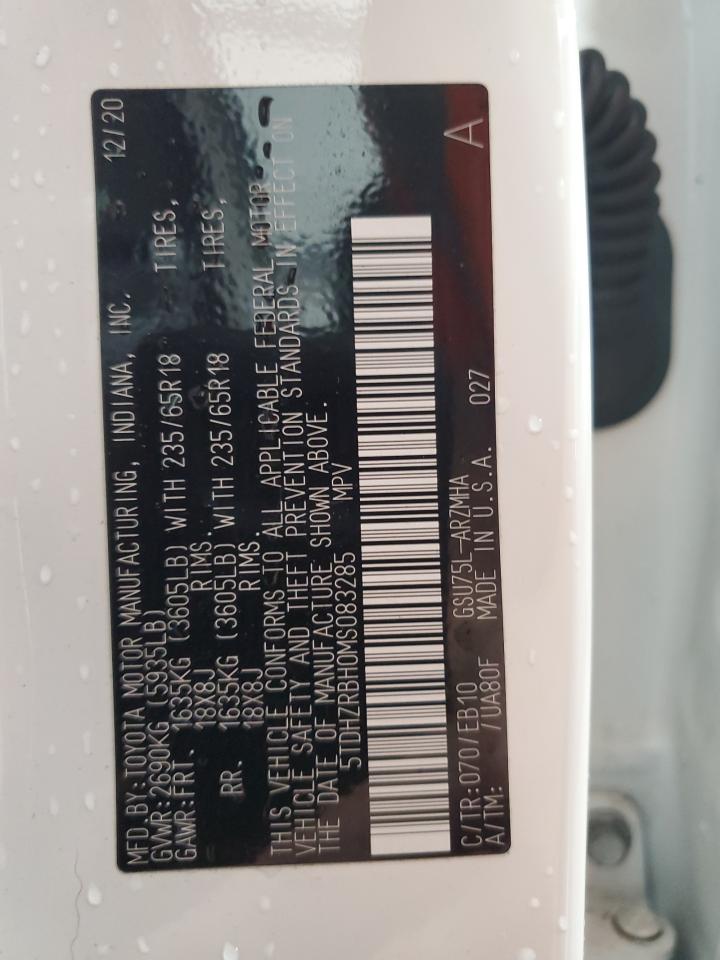 MFD. BY: TOYOTA MOTOR MANUFACTURING, INDIANA, INC. 12/20
GVWR: 2690KG (5935LB)
GAWR: FRT. 1635KG (3605LB) WITH 235/65R18 TIRES,
18X8J RIMS.
RR. 1635KG (3605LB) WITH 235/65R18 TIRES,
18X8J RIMS.
THIS VEHICLE CONFORMS TO ALL APPLICABLE FEDERAL MOTOR
VEHICLE SAFETY AND THEFT PREVENTION STANDARDS IN EFFECT ON
THE DATE OF MANUFACTURE SHOWN ABOVE.
5TDHZRBH0MS083285 MPV
C/TR: 070/EB10 GSU75L-ARZMHA A
A/TM: /UA80F MADE IN U.S.A. 027